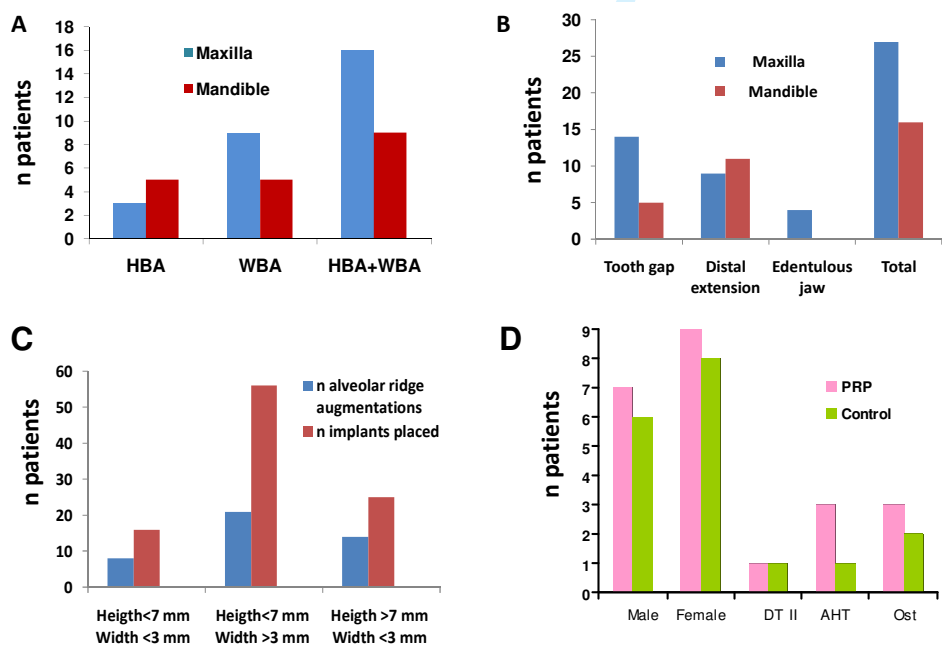 A
n patients
18
16
14
12
10
8
6
4
2
0
Maxilla
Mandible
HBA WBA HBA+WBA
B
n patients
30
25
20
15
10
5
0
Maxilla
Mandible
Tooth gap Distal extension Edentulous jaw Total
C
n patients
60
50
40
30
20
10
0
n alveolar ridge
augmentations
n implants placed
Heigth<7 mm Heigth<7 mm Heigth >7 mm
Width <3 mm Width >3 mm Width <3 mm
D
n patients
9
8
7
6
5
4
3
2
1
0
PRP
Control
Male Female DT II AHT Ost